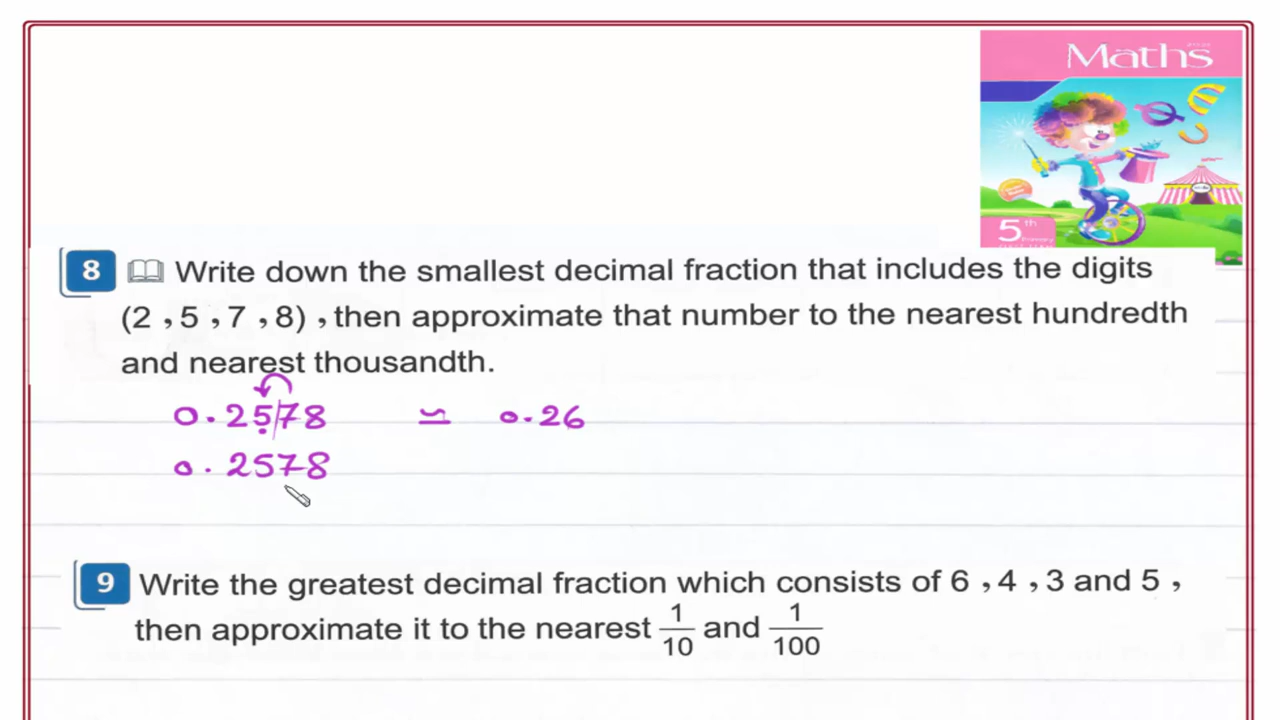 Maths
5th
Primary
8 Write down the smallest decimal fraction that includes the digits
(2 , 5 , 7 , 8) , then approximate that number to the nearest hundredth
and nearest thousandth.
0.2578 ≃ 0.26
0.2578
9 Write the greatest decimal fraction which consists of 6 , 4 , 3 and 5 ,
then approximate it to the nearest 1/10 and 1/100